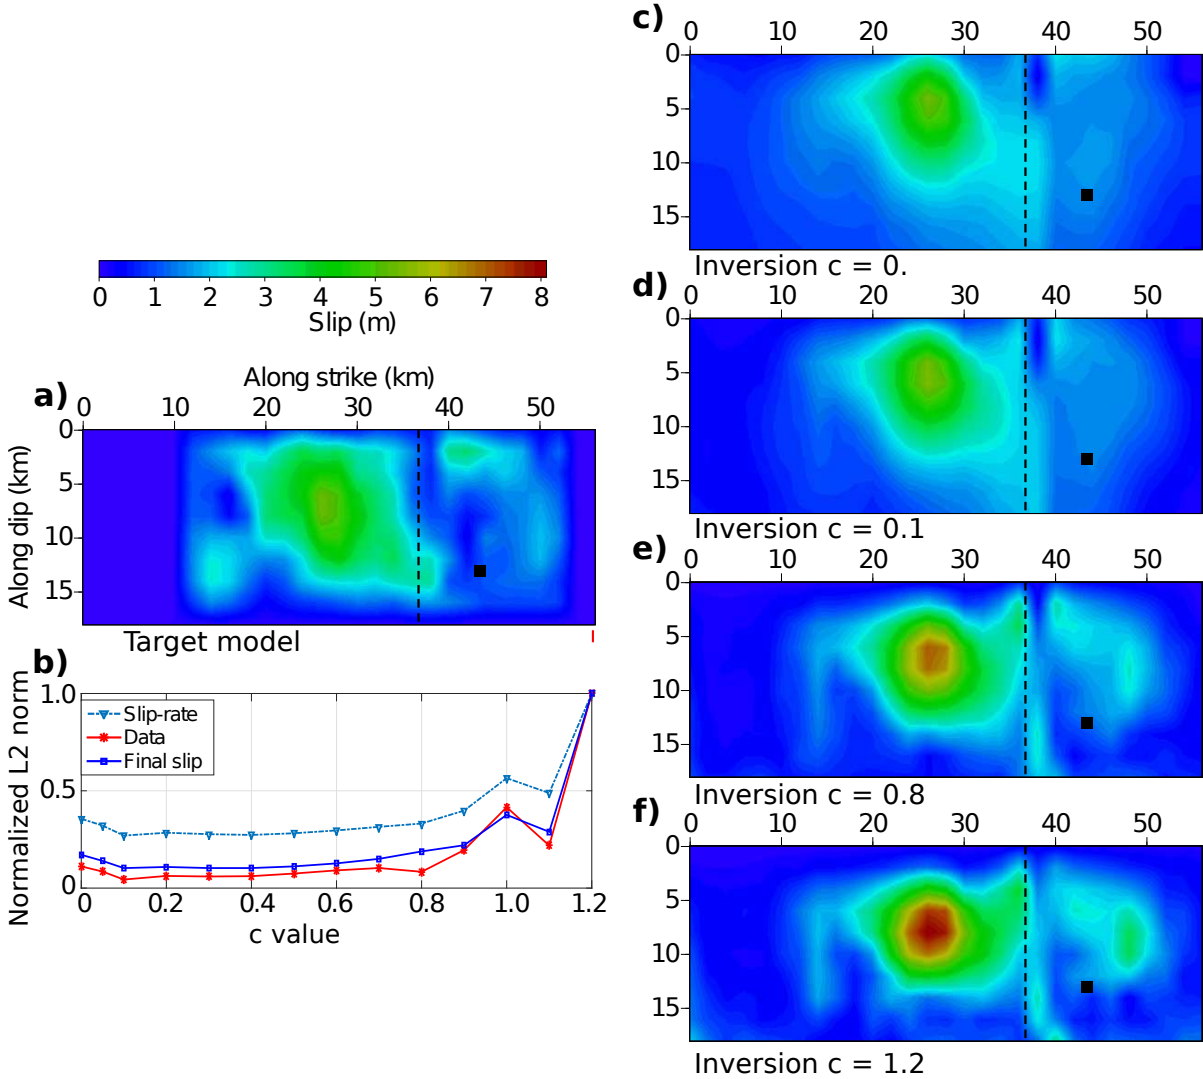 c)
0 10 20 30 40 50
0
5
10
15
Inversion c = 0.
d)
0 10 20 30 40 50
0
5
10
15
Inversion c = 0.1
0 1 2 3 4 5 6 7 8
Slip (m)
Along strike (km)
a)
0 10 20 30 40 50
0
5
10
15
Along dip (km)
Target model
e)
0 10 20 30 40 50
0
5
10
15
Inversion c = 0.8
b)
1.0
0.5
0
Normalized L2 norm
Slip-rate
Data
Final slip
0 0.2 0.4 0.6 0.8 1.0 1.2
c value
f)
0 10 20 30 40 50
0
5
10
15
Inversion c = 1.2